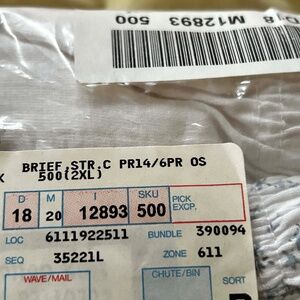 M12893
500
BRIEF,STR,C PR14/6PR OS
500(2XL)
D M I SKU PICK EXCP.
18 20 12893 500
LOC 6111922511 BUNDLE 390094
SEQ 35221L ZONE 611
WAVE/MAIL CHUTE/BIN SORT